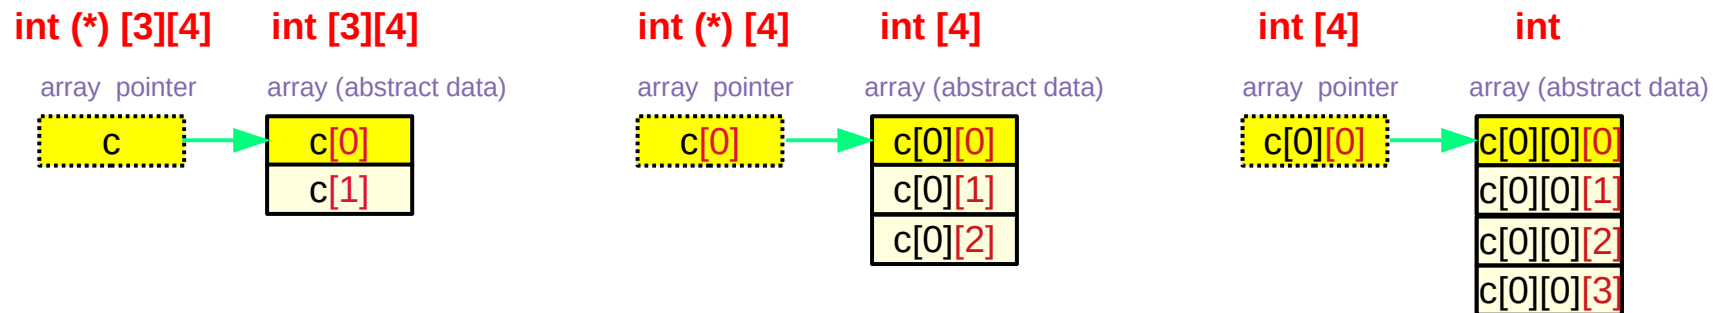 int (*) [3][4] int [3][4] int (*) [4] int [4] int [4] int
array pointer array (abstract data) array pointer array (abstract data) array pointer array (abstract data)
c c[0] c[0] c[0][0] c[0][0] c[0][0][0]
c[1] c[0][1] c[0][0][1]
c[0][2] c[0][0][2]
c[0][0][3]